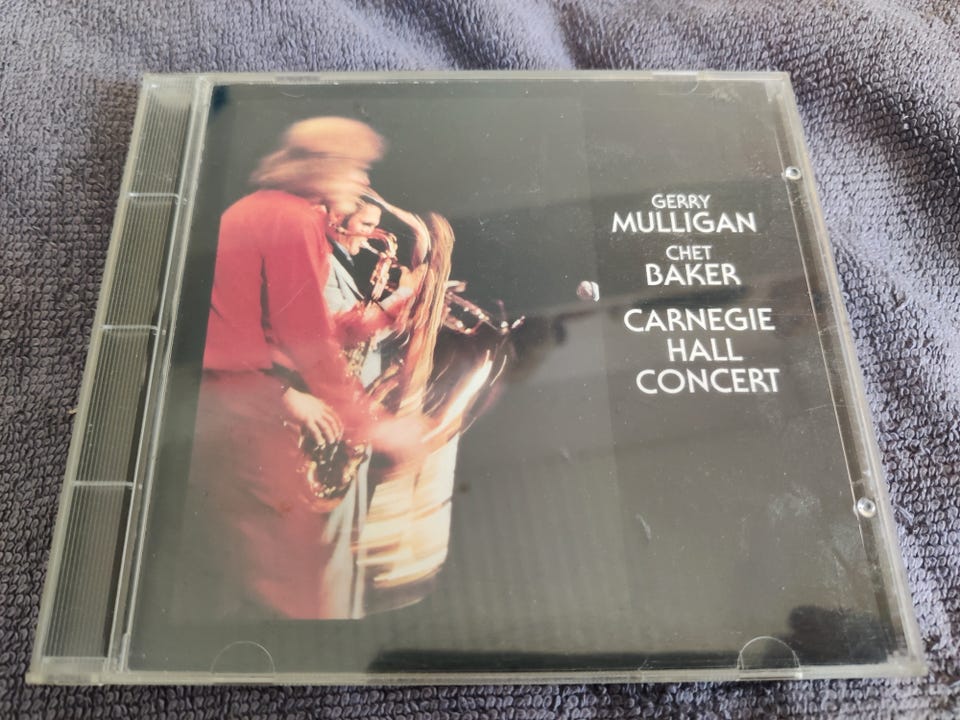 GERRY
MULLIGAN
CHET
BAKER
CARNEGIE
HALL
CONCERT